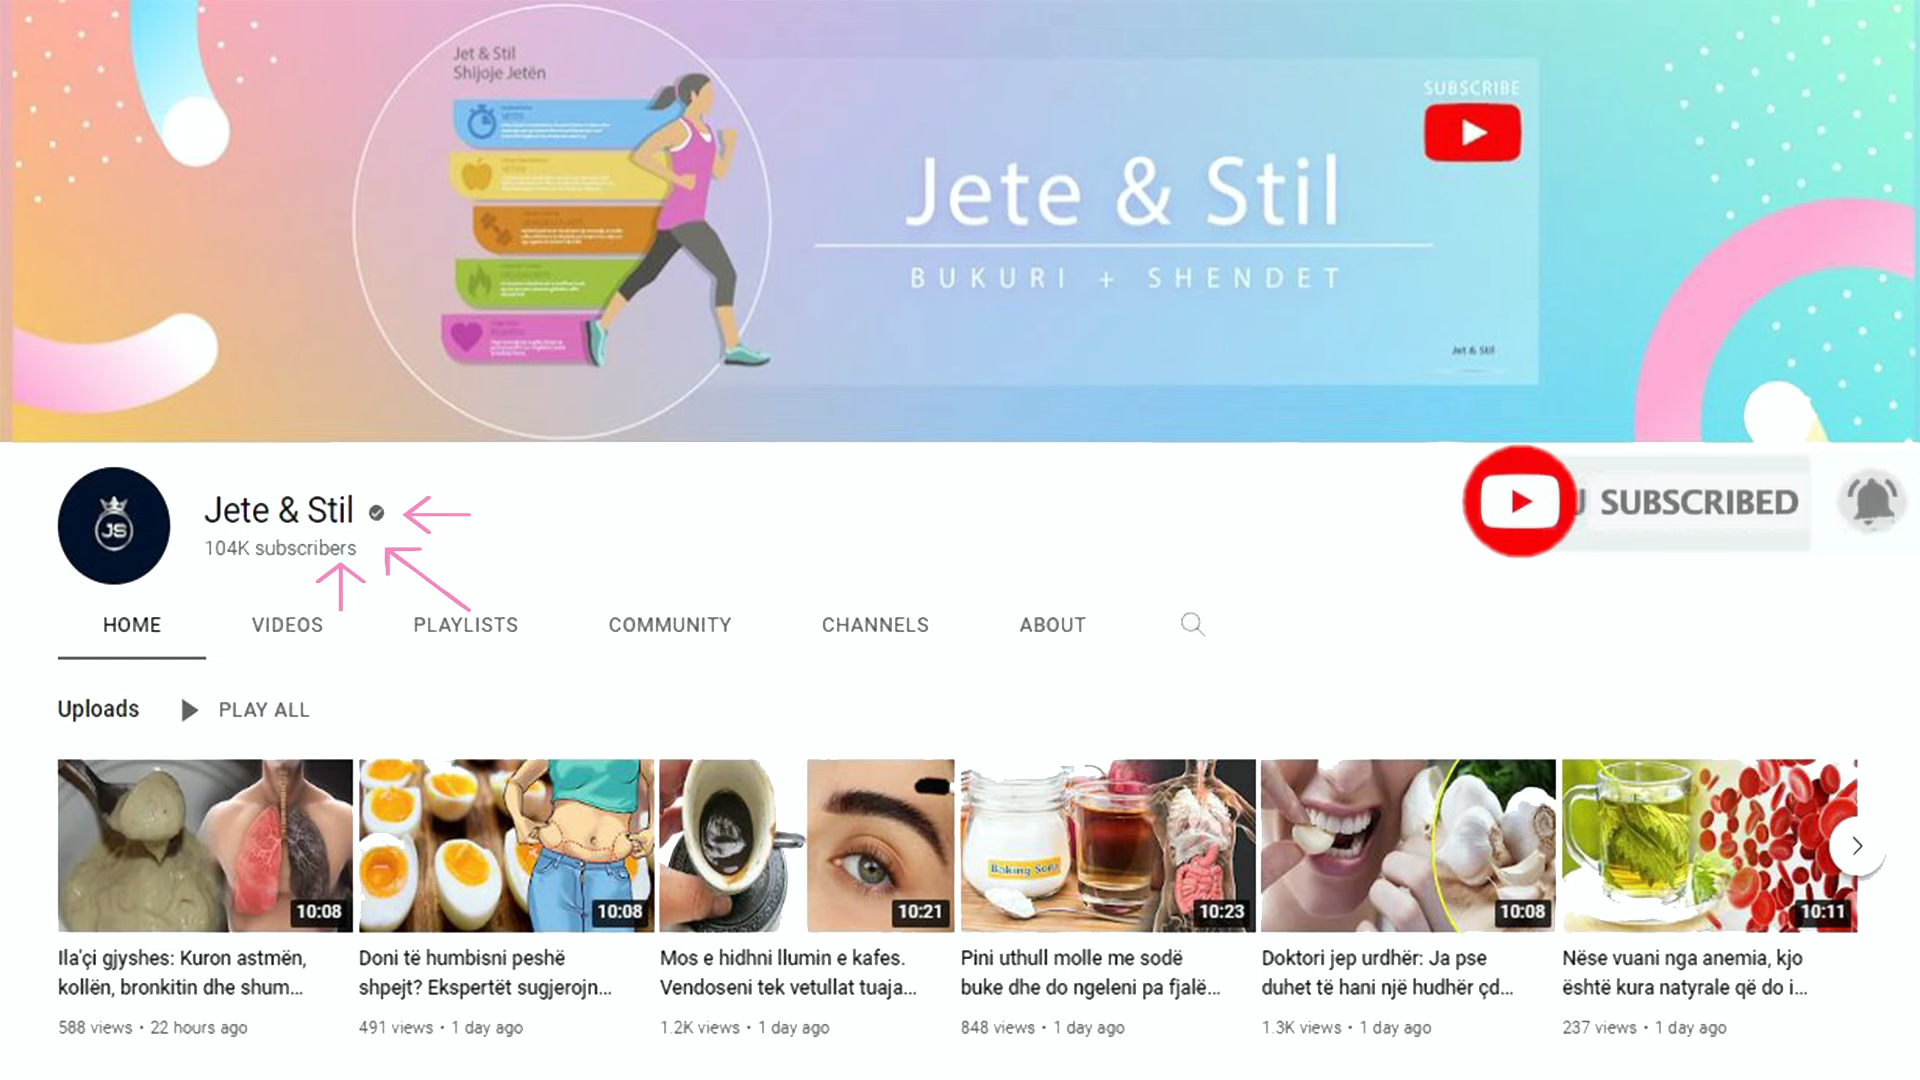 Jet & Stil
Shijoje Jetën
SUBSCRIBE
Jete & Stil
BUKURI + SHENDET
Jet & Stil
JS
Jete & Stil
104K subscribers
SUBSCRIBED
HOME VIDEOS PLAYLISTS COMMUNITY CHANNELS ABOUT
Uploads PLAY ALL
Baking Soda
10:08 10:08 10:21 10:23 10:08 10:11
Ila'çi gjyshes: Kuron astmën,
kollën, bronkitin dhe shum...
588 views • 22 hours ago
Doni të humbisni peshë
shpejt? Ekspertët sugjerojn...
491 views • 1 day ago
Mos e hidhni llumin e kafes.
Vendoseni tek vetullat tuaja...
1.2K views • 1 day ago
Pini uthull molle me sodë
buke dhe do ngeleni pa fjalë...
848 views • 1 day ago
Doktori jep urdhër: Ja pse
duhet të hani një hudhër çd...
1.3K views • 1 day ago
Nëse vuani nga anemia, kjo
është kura natyrale që do i...
237 views • 1 day ago